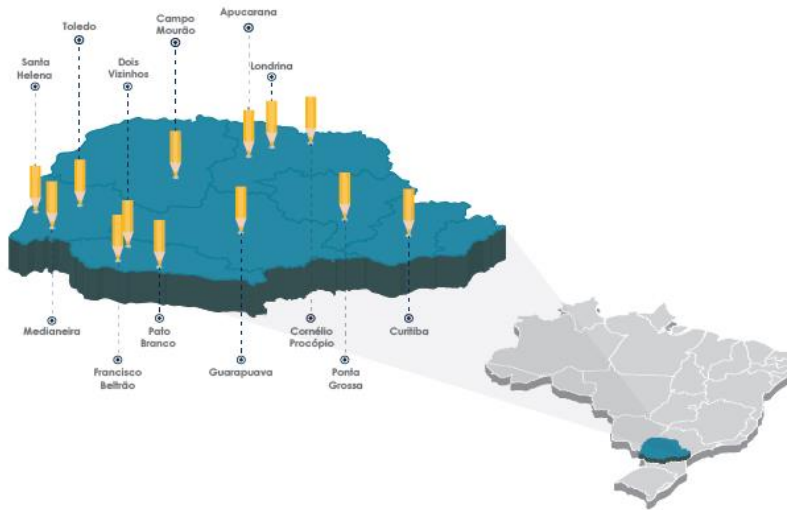 Apucarana
Toledo
Campo
Mourão
Santa
Helena
Dois
Vizinhos
Londrina
Medianeira
Pato
Branco
Cornélio
Procópio
Curitiba
Francisco
Beltrão
Guarapuava
Ponta
Grossa